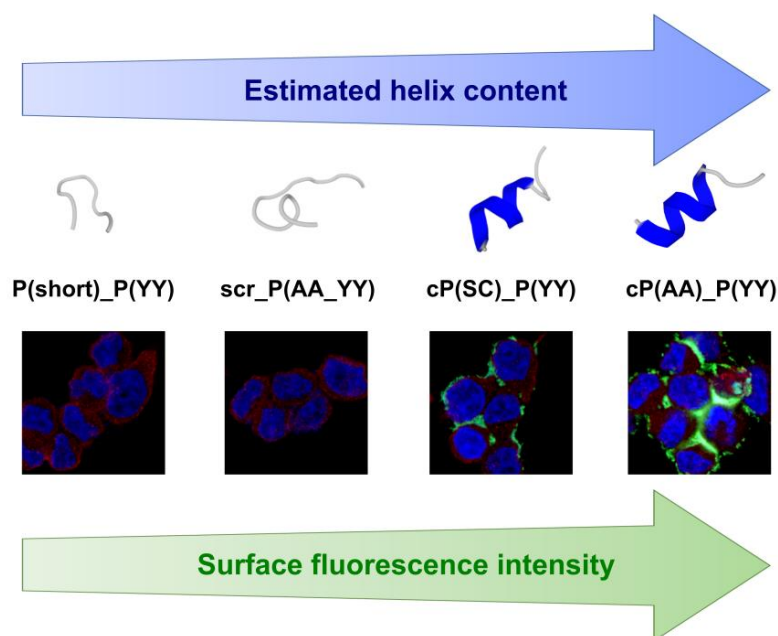 Estimated helix content
P(short)_P(YY) scr_P(AA_YY) cP(SC)_P(YY) cP(AA)_P(YY)
Surface fluorescence intensity